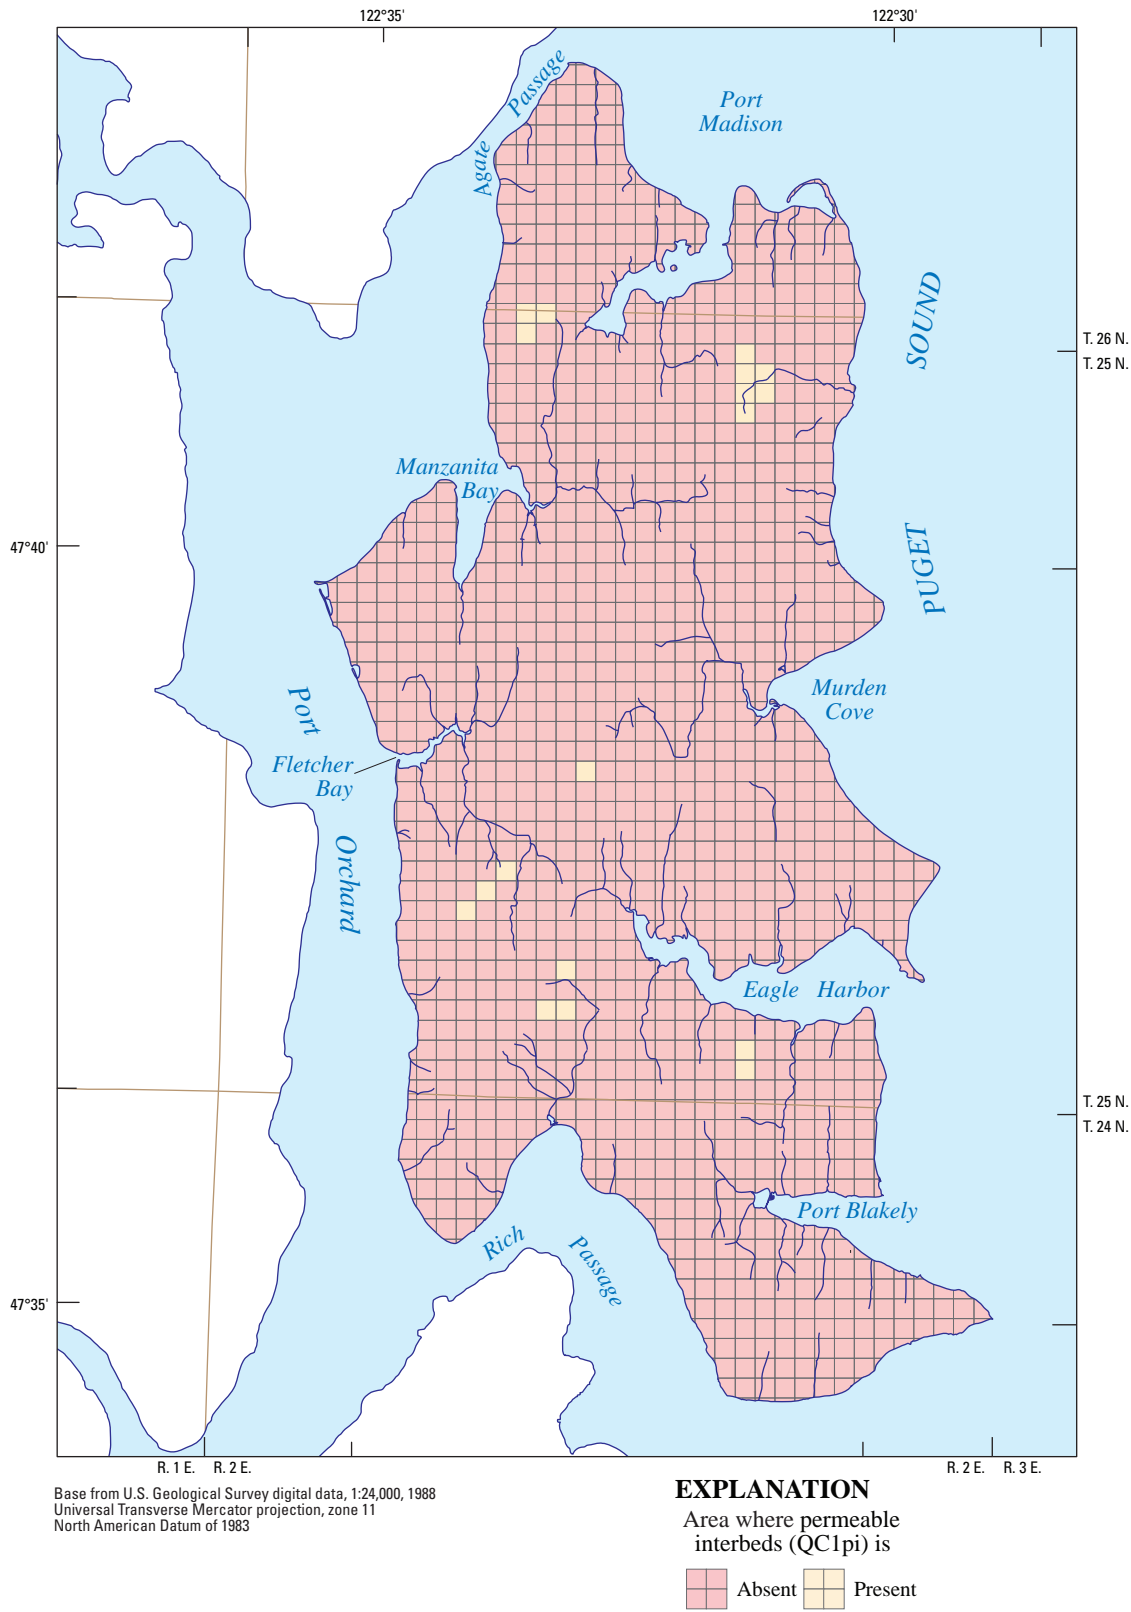 122°35'
122°30'
Agate Passage
Port
Madison
SOUND
T. 26 N.
T. 25 N.
Manzanita
Bay
47°40'
PUGET
Murden
Cove
Port
Fletcher
Bay
Orchard
Eagle Harbor
T. 25 N.
T. 24 N.
Port Blakely
Rich Passage
47°35'
R. 1 E. R. 2 E.
R. 2 E. R. 3 E.
Base from U.S. Geological Survey digital data, 1:24,000, 1988
Universal Transverse Mercator projection, zone 11
North American Datum of 1983
EXPLANATION
Area where permeable
interbeds (QC1pi) is
Absent Present